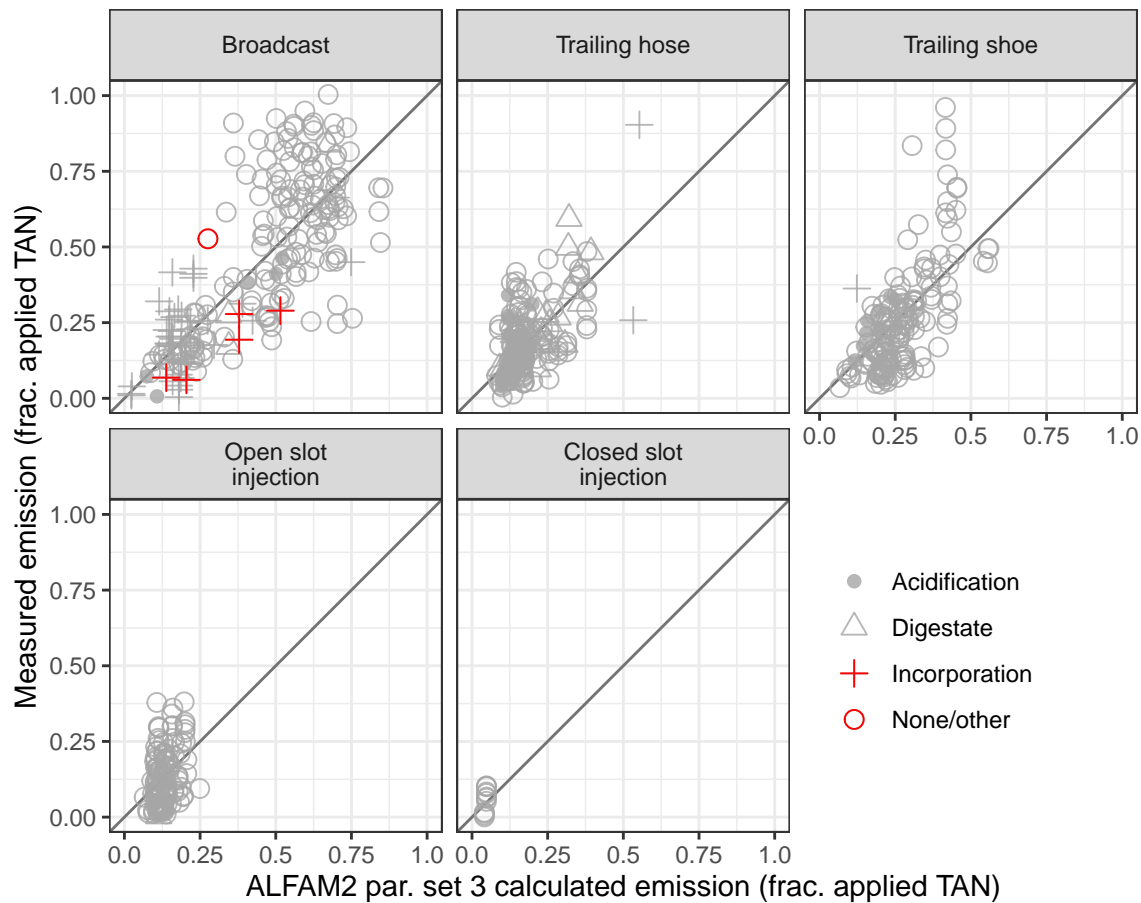 Broadcast
Trailing hose
Trailing shoe
1.00
0.75
0.50
0.25
0.00
0.0 0.25 0.5 0.75 1.0
Open slot
injection
Closed slot
injection
1.00
0.75
0.50
0.25
0.00
0.0 0.25 0.5 0.75 1.0
0.0 0.25 0.5 0.75 1.0
Measured emission (frac. applied TAN)
ALFAM2 par. set 3 calculated emission (frac. applied TAN)
Acidification
Digestate
Incorporation
None/other